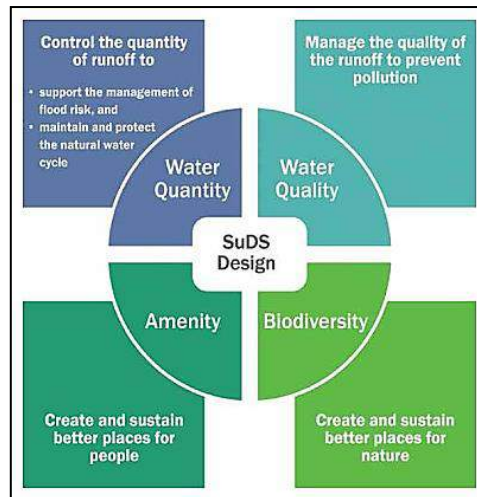 Control the quantity
of runoff to
• support the management of
flood risk, and
• maintain and protect
the natural water
cycle
Manage the quality of
the runoff to prevent
pollution
Water
Quantity
Water
Quality
SuDS
Design
Amenity
Biodiversity
Create and sustain
better places for
people
Create and sustain
better places for
nature